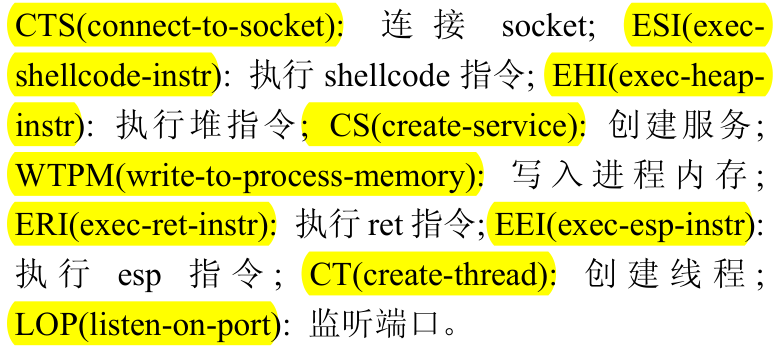 CTS(connect-to-socket): 连接 socket; ESI(exec-
shellcode-instr): 执行 shellcode 指令; EHI(exec-heap-
instr): 执行堆指令; CS(create-service): 创建服务;
WTPM(write-to-process-memory): 写入进程内存;
ERI(exec-ret-instr): 执行 ret 指令; EEI(exec-esp-instr):
执行 esp 指令; CT(create-thread): 创建线程;
LOP(listen-on-port): 监听端口。